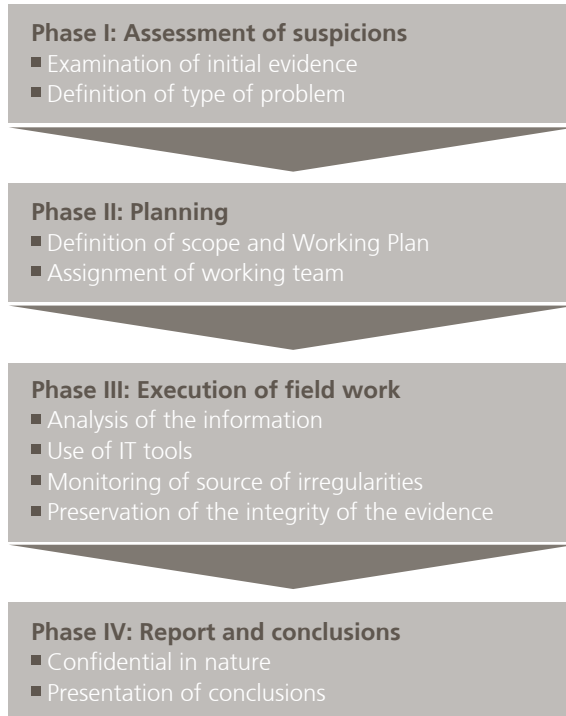 Phase I: Assessment of suspicions
■ Examination of initial evidence
■ Definition of type of problem
Phase II: Planning
■ Definition of scope and Working Plan
■ Assignment of working team
Phase III: Execution of field work
■ Analysis of the information
■ Use of IT tools
■ Monitoring of source of irregularities
■ Preservation of the integrity of the evidence
Phase IV: Report and conclusions
■ Confidential in nature
■ Presentation of conclusions